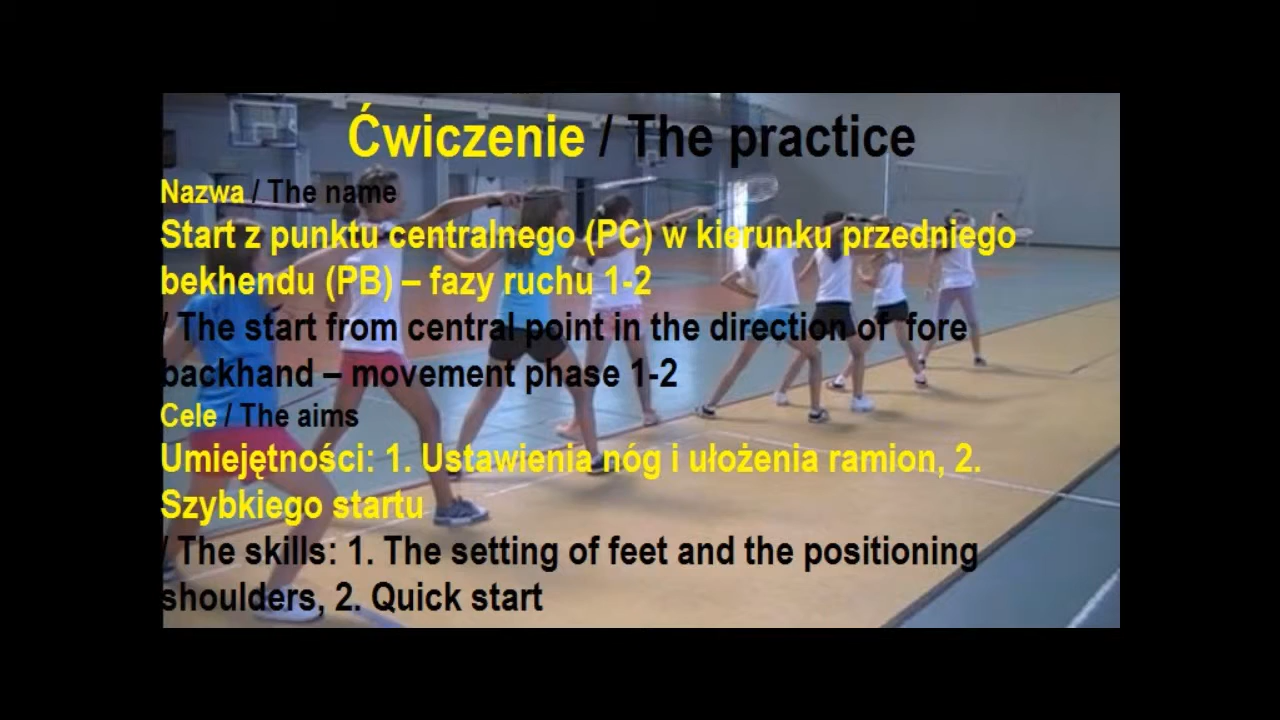 Ćwiczenie / The practice
Nazwa / The name
Start z punktu centralnego (PC) w kierunku przedniego
bekhendu (PB) – fazy ruchu 1-2
/ The start from central point in the direction of fore
backhand – movement phase 1-2
Cele / The aims
Umiejętności: 1. Ustawienia nóg i ułożenia ramion, 2.
Szybkiego startu
/ The skills: 1. The setting of feet and the positioning
shoulders, 2. Quick start